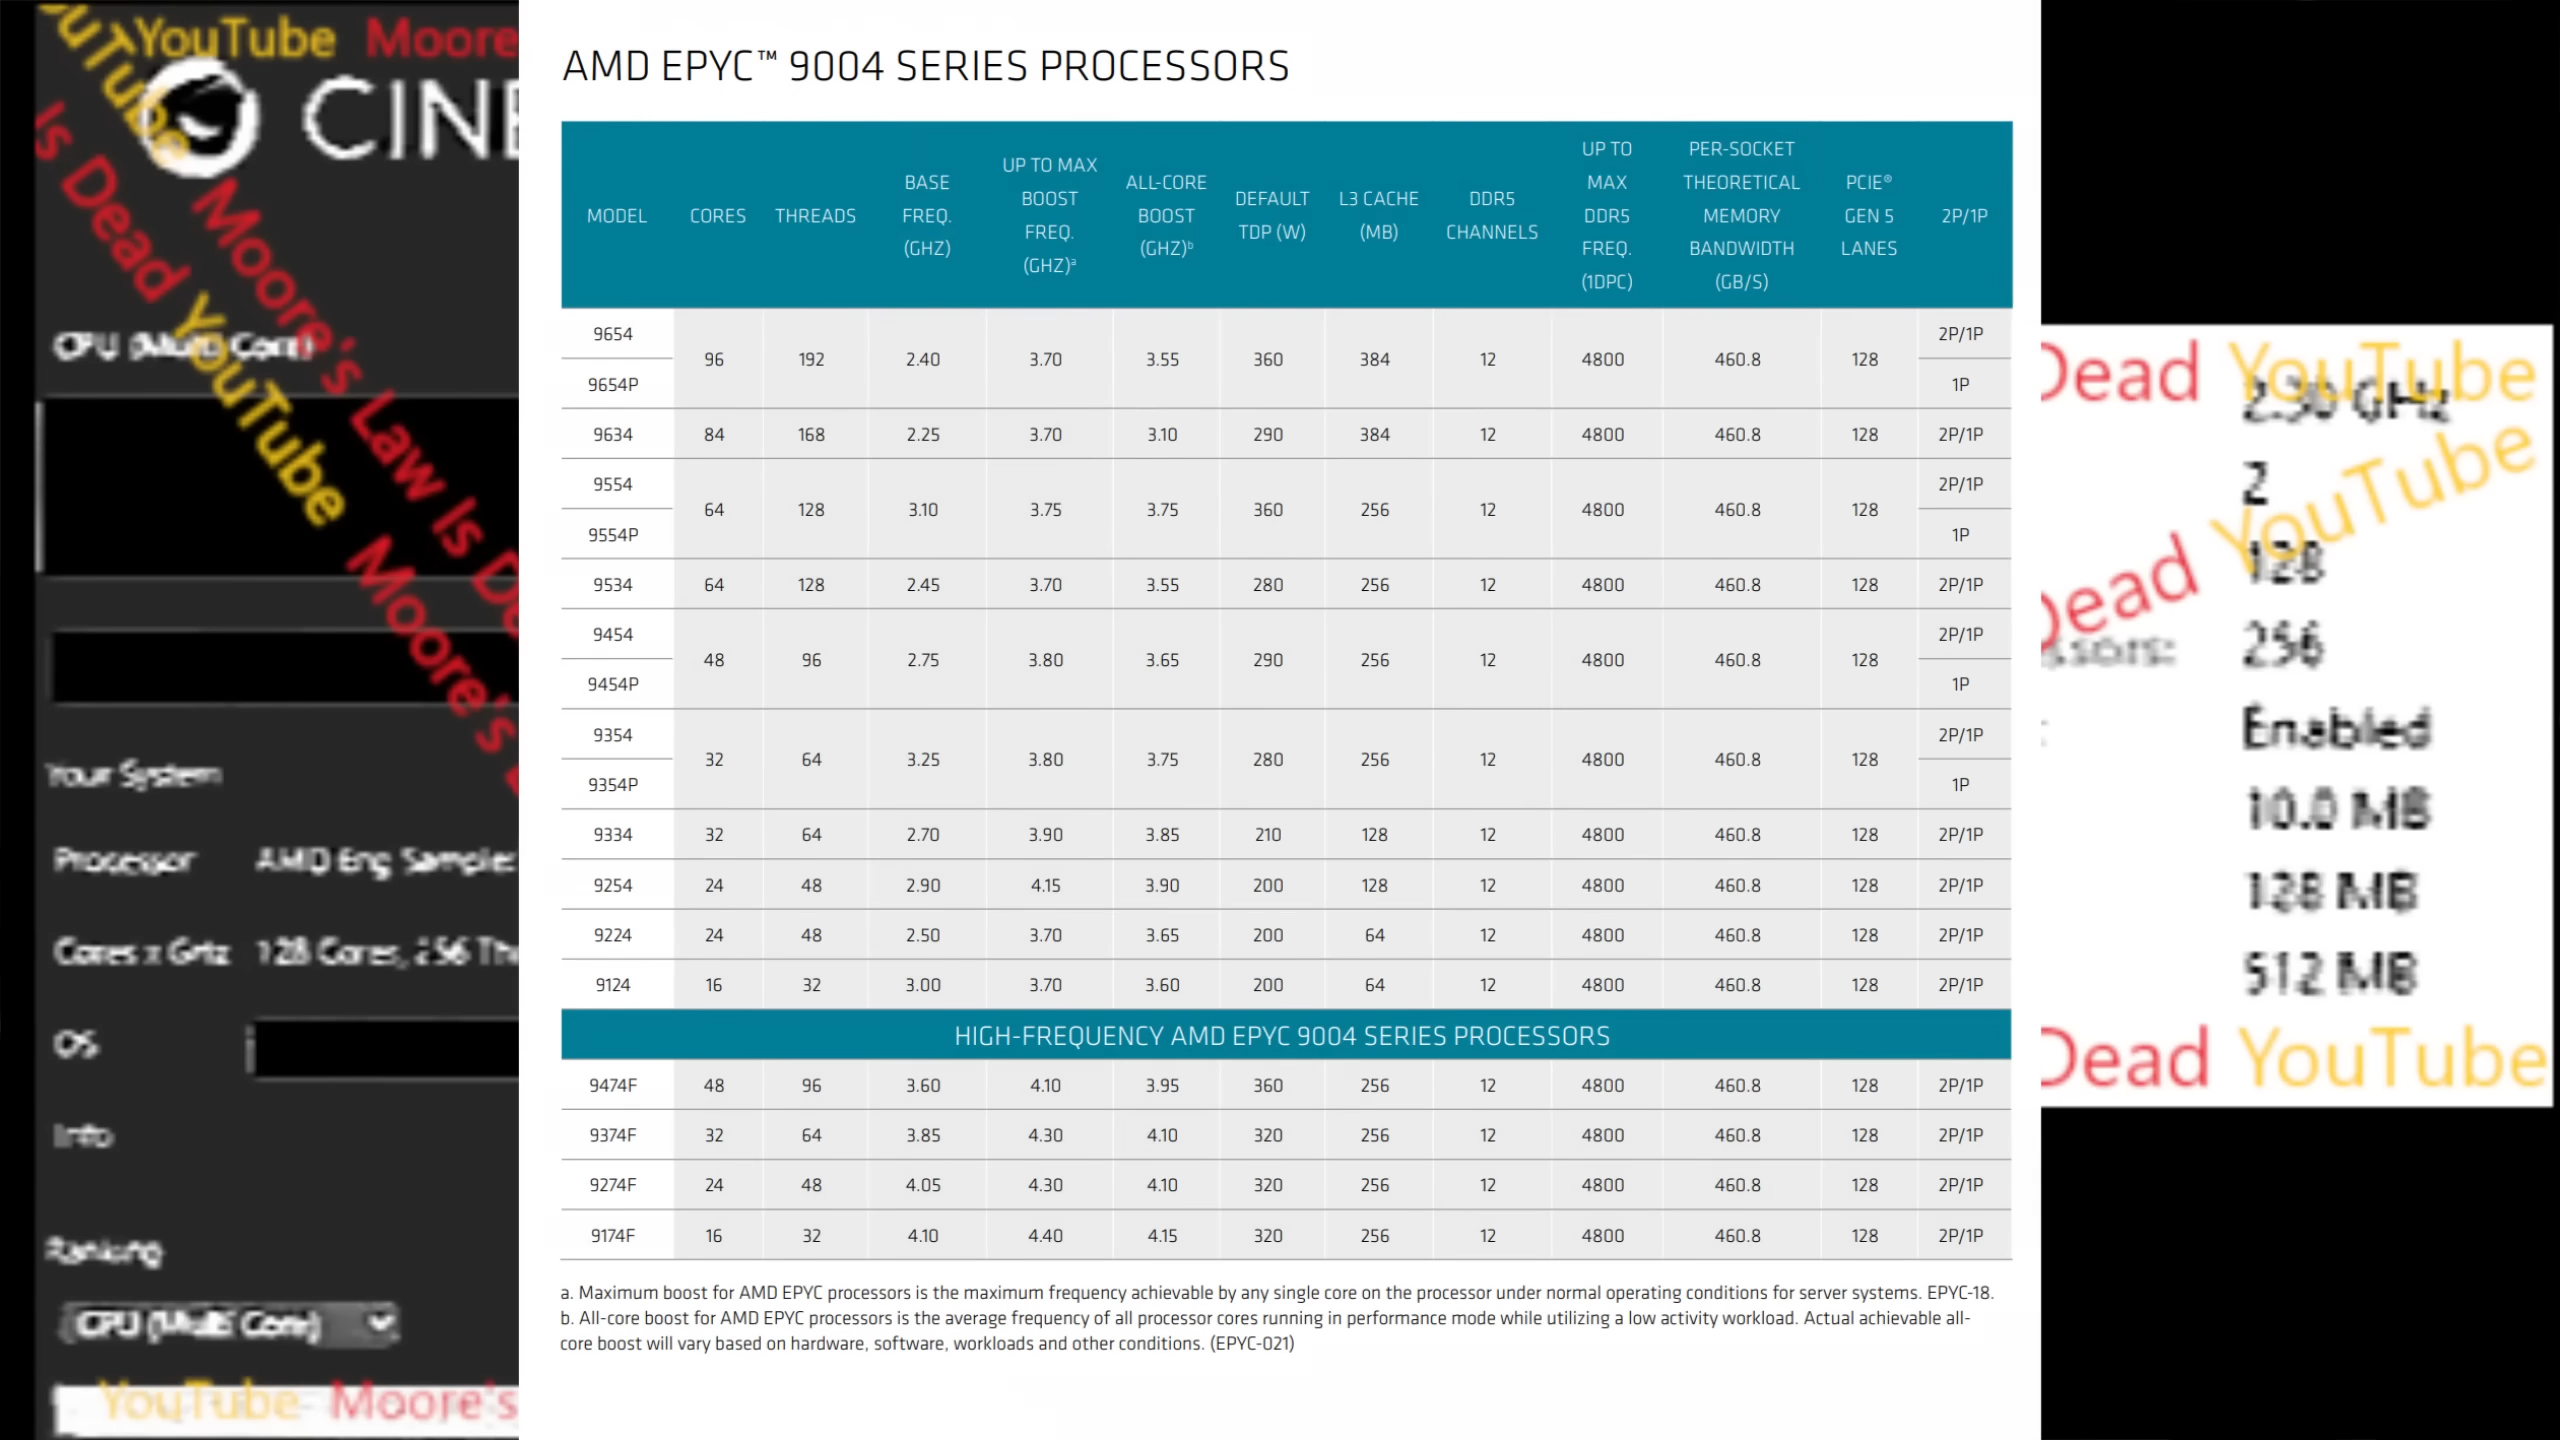 YouTube Moore
uTube
CINE
Is Dead YouTube
Moore's Law Is De
Moore's
CPU (Multi Core)
Your System
Processor AMD Eng Sample:
Cores x GHz 128 Cores, 256 Th
OS
Info
Ranking
CPU (Multi Core)
YouTube Moore's
AMD EPYC™ 9004 SERIES PROCESSORS
MODEL CORES THREADS BASE FREQ. (GHZ) UP TO MAX BOOST FREQ. (GHZ)ᵃ ALL-CORE BOOST (GHZ)ᵇ DEFAULT TDP (W) L3 CACHE (MB) DDR5 CHANNELS UP TO MAX DDR5 FREQ. (1DPC) PER-SOCKET THEORETICAL MEMORY BANDWIDTH (GB/S) PCIE® GEN 5 LANES 2P/1P
9654 2P/1P
96 192 2.40 3.70 3.55 360 384 12 4800 460.8 128
9654P 1P
9634 84 168 2.25 3.70 3.10 290 384 12 4800 460.8 128 2P/1P
9554 2P/1P
64 128 3.10 3.75 3.75 360 256 12 4800 460.8 128
9554P 1P
9534 64 128 2.45 3.70 3.55 280 256 12 4800 460.8 128 2P/1P
9454 2P/1P
48 96 2.75 3.80 3.65 290 256 12 4800 460.8 128
9454P 1P
9354 2P/1P
32 64 3.25 3.80 3.75 280 256 12 4800 460.8 128
9354P 1P
9334 32 64 2.70 3.90 3.85 210 128 12 4800 460.8 128 2P/1P
9254 24 48 2.90 4.15 3.90 200 128 12 4800 460.8 128 2P/1P
9224 24 48 2.50 3.70 3.65 200 64 12 4800 460.8 128 2P/1P
9124 16 32 3.00 3.70 3.60 200 64 12 4800 460.8 128 2P/1P
HIGH-FREQUENCY AMD EPYC 9004 SERIES PROCESSORS
9474F 48 96 3.60 4.10 3.95 360 256 12 4800 460.8 128 2P/1P
9374F 32 64 3.85 4.30 4.10 320 256 12 4800 460.8 128 2P/1P
9274F 24 48 4.05 4.30 4.10 320 256 12 4800 460.8 128 2P/1P
9174F 16 32 4.10 4.40 4.15 320 256 12 4800 460.8 128 2P/1P
a. Maximum boost for AMD EPYC processors is the maximum frequency achievable by any single core on the processor under normal operating conditions for server systems. EPYC-18.
b. All-core boost for AMD EPYC processors is the average frequency of all processor cores running in performance mode while utilizing a low activity workload. Actual achievable all-
core boost will vary based on hardware, software, workloads and other conditions. (EPYC-021)
Dead YouTube
GHz
2
Dead YouTube
128
ssors: 256
Enabled
10.0 MB
128 MB
512 MB
Dead YouTube